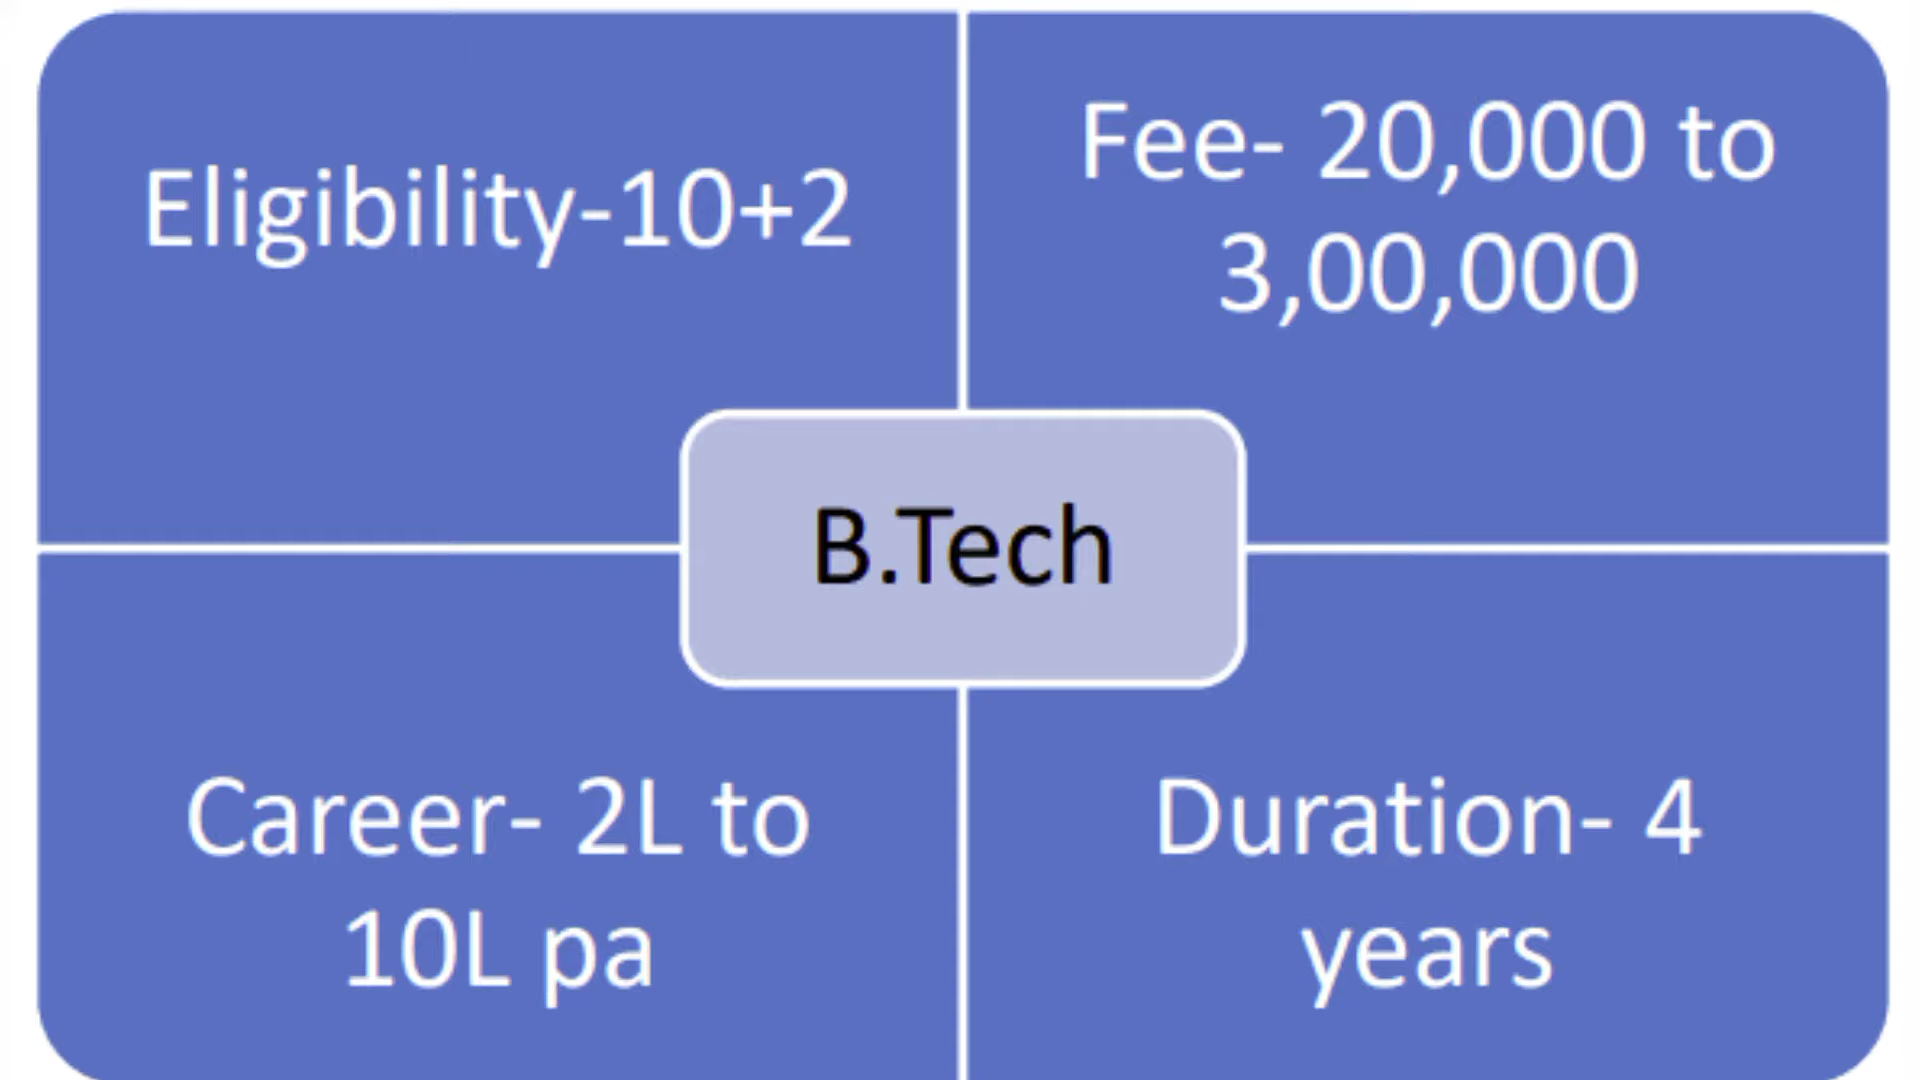 Eligibility-10+2
Fee- 20,000 to
3,00,000
B.Tech
Career- 2L to
10L pa
Duration- 4
years